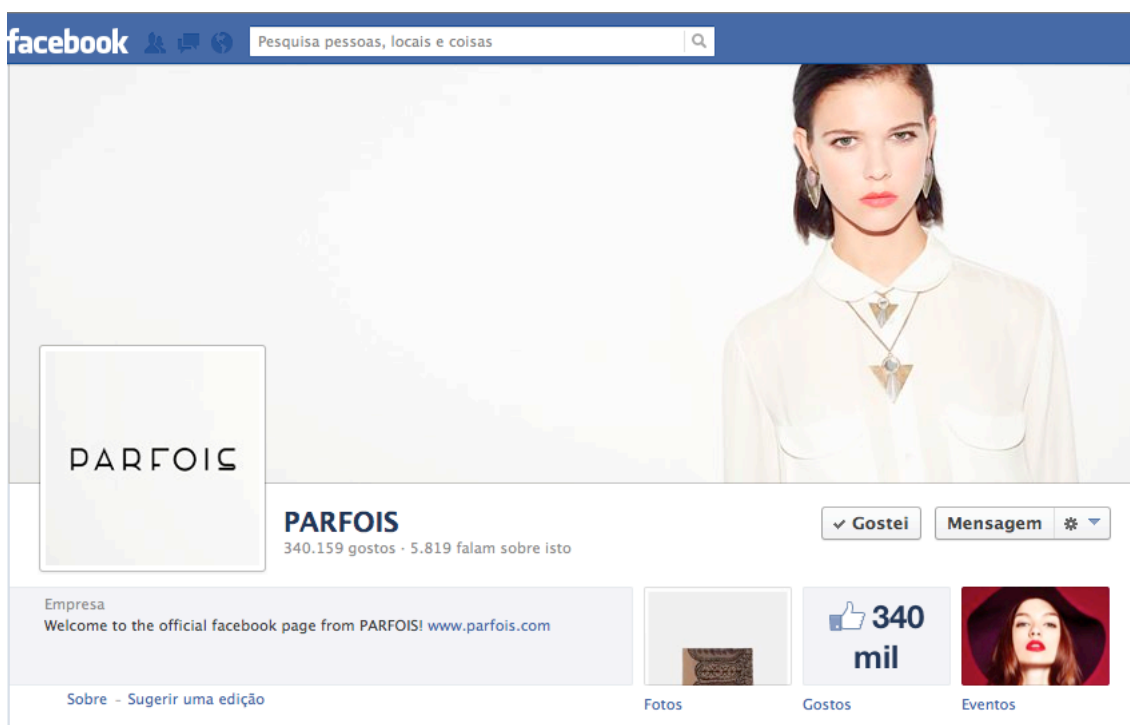 facebook
Pesquisa pessoas, locais e coisas
PARFOIS
PARFOIS
340.159 gostos · 5.819 falam sobre isto
✓ Gostei
Mensagem
Empresa
Welcome to the official facebook page from PARFOIS! www.parfois.com
340
mil
Sobre – Sugerir uma edição
Fotos
Gostos
Eventos